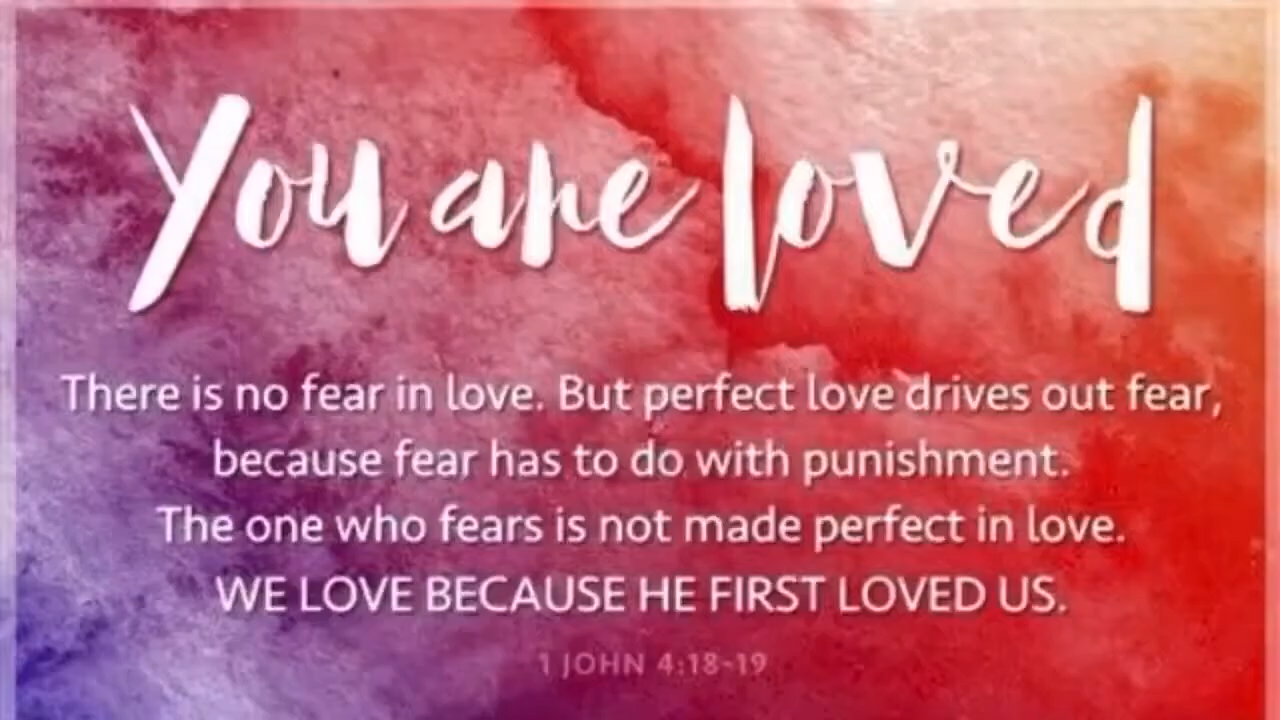 You are loved
There is no fear in love. But perfect love drives out fear,
because fear has to do with punishment.
The one who fears is not made perfect in love.
WE LOVE BECAUSE HE FIRST LOVED US.
1 JOHN 4:18-19